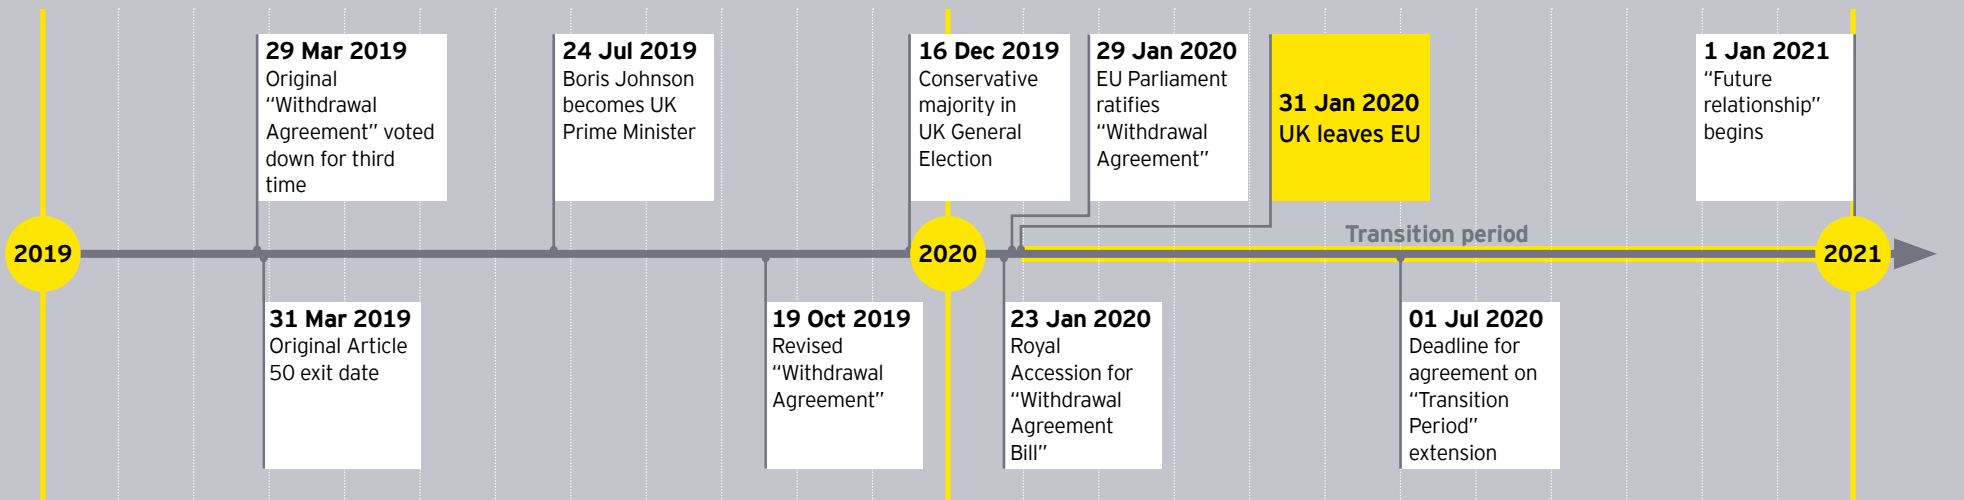 29 Mar 2019
Original
“Withdrawal
Agreement” voted
down for third
time
24 Jul 2019
Boris Johnson
becomes UK
Prime Minister
16 Dec 2019
Conservative
majority in
UK General
Election
29 Jan 2020
EU Parliament
ratifies
“Withdrawal
Agreement”
31 Jan 2020
UK leaves EU
1 Jan 2021
“Future
relationship”
begins
Transition period
2019
2020
2021
31 Mar 2019
Original Article
50 exit date
19 Oct 2019
Revised
“Withdrawal
Agreement”
23 Jan 2020
Royal
Accession for
“Withdrawal
Agreement
Bill”
01 Jul 2020
Deadline for
agreement on
“Transition
Period”
extension